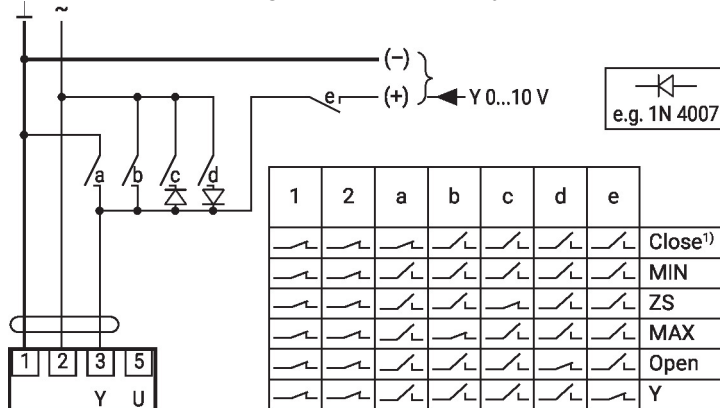 ⊥ ~
(−)
e (+) Y 0...10 V
e.g. 1N 4007
a b c d
1 2 a b c d e
Close¹⁾
MIN
ZS
MAX
Open
Y
1 2 3 5
Y U